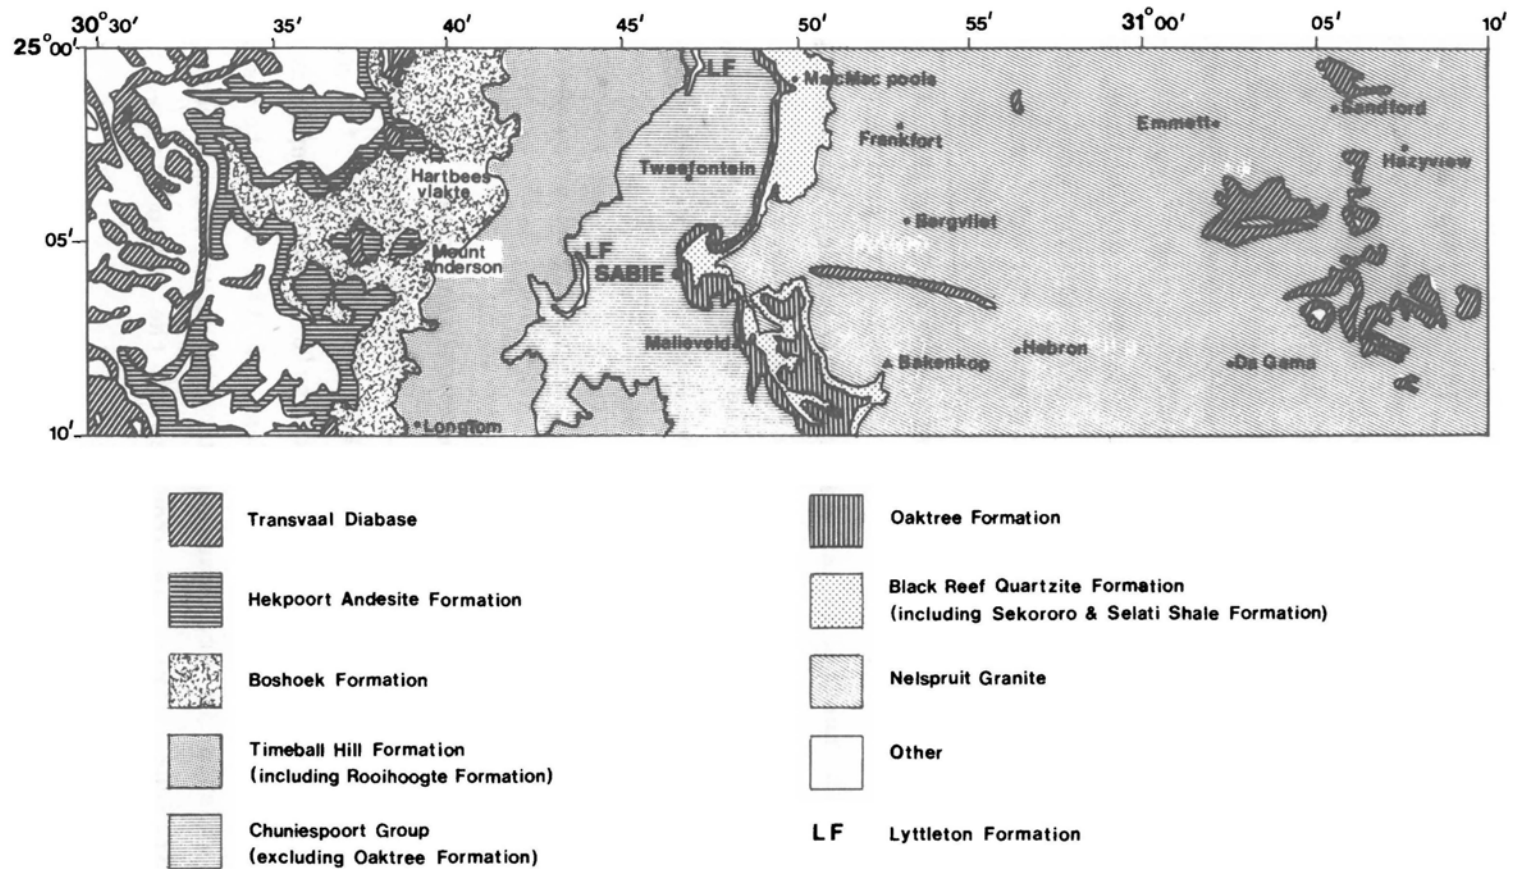 30°30′ 35′ 40′ 45′ 50′ 55′ 31°00′ 05′ 10′
25°00′
LF
MacMac pools
Sandford
Emmett
Frankfort
Hazyview
Tweefontein
Hartbees
vlakte
Bergvliet
05′
LF
Mount
Anderson
SABIE
Malieveld
Hebron
Bakenkop
Da Gama
Longtom
10′
Transvaal Diabase
Hekpoort Andesite Formation
Boshoek Formation
Timeball Hill Formation
(including Rooihoogte Formation)
Chuniespoort Group
(excluding Oaktree Formation)
Oaktree Formation
Black Reef Quartzite Formation
(including Sekororo & Selati Shale Formation)
Nelspruit Granite
Other
LF Lyttleton Formation